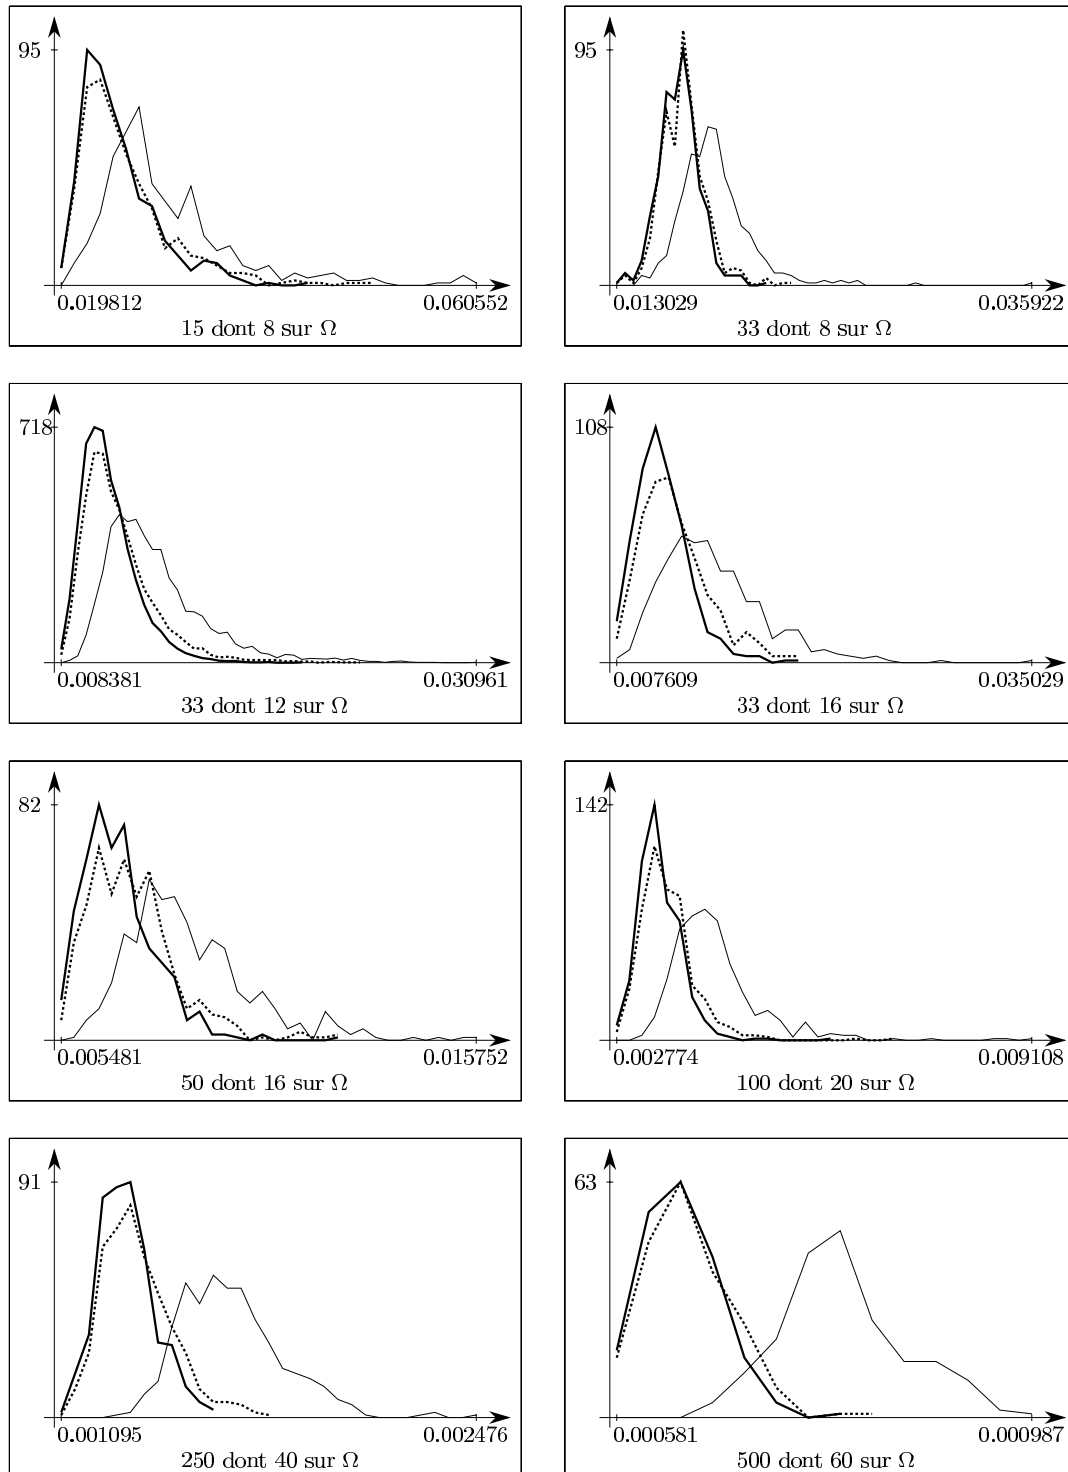 95
0.019812 0.060552
15 dont 8 sur Ω
95
0.013029 0.035922
33 dont 8 sur Ω
718
0.008381 0.030961
33 dont 12 sur Ω
108
0.007609 0.035029
33 dont 16 sur Ω
82
0.005481 0.015752
50 dont 16 sur Ω
142
0.002774 0.009108
100 dont 20 sur Ω
91
0.001095 0.002476
250 dont 40 sur Ω
63
0.000581 0.000987
500 dont 60 sur Ω